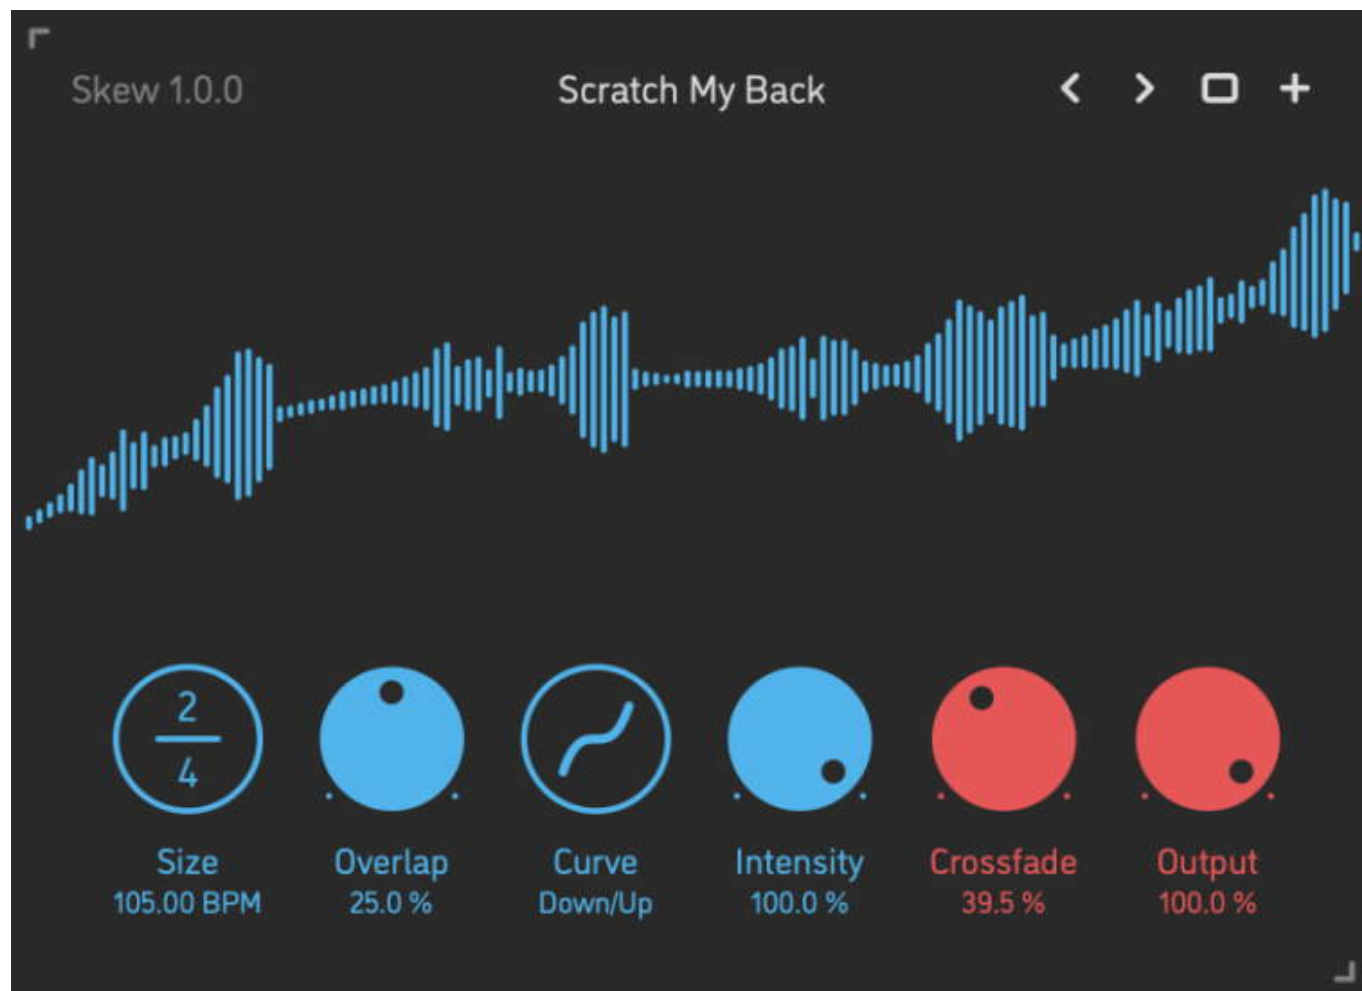 Skew 1.0.0
Scratch My Back
2
4
Size
105.00 BPM
Overlap
25.0 %
Curve
Down/Up
Intensity
100.0 %
Crossfade
39.5 %
Output
100.0 %